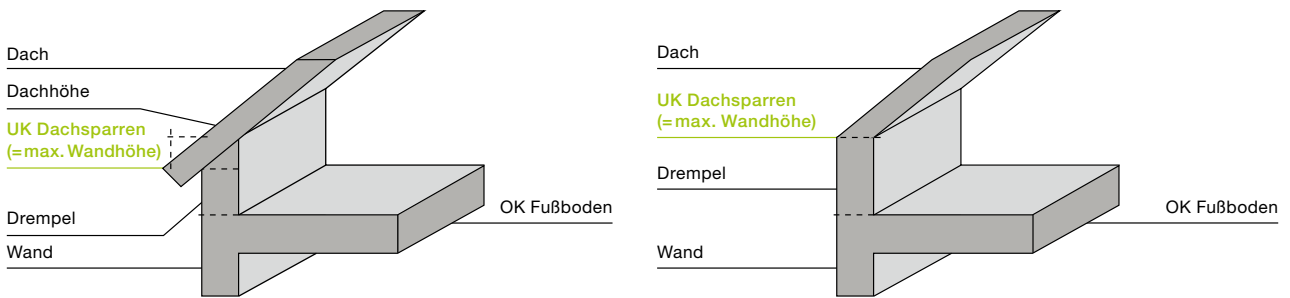 Dach
Dachhöhe
UK Dachsparren
(=max. Wandhöhe)
Drempel
Wand
OK Fußboden
Dach
UK Dachsparren
(=max. Wandhöhe)
Drempel
Wand
OK Fußboden